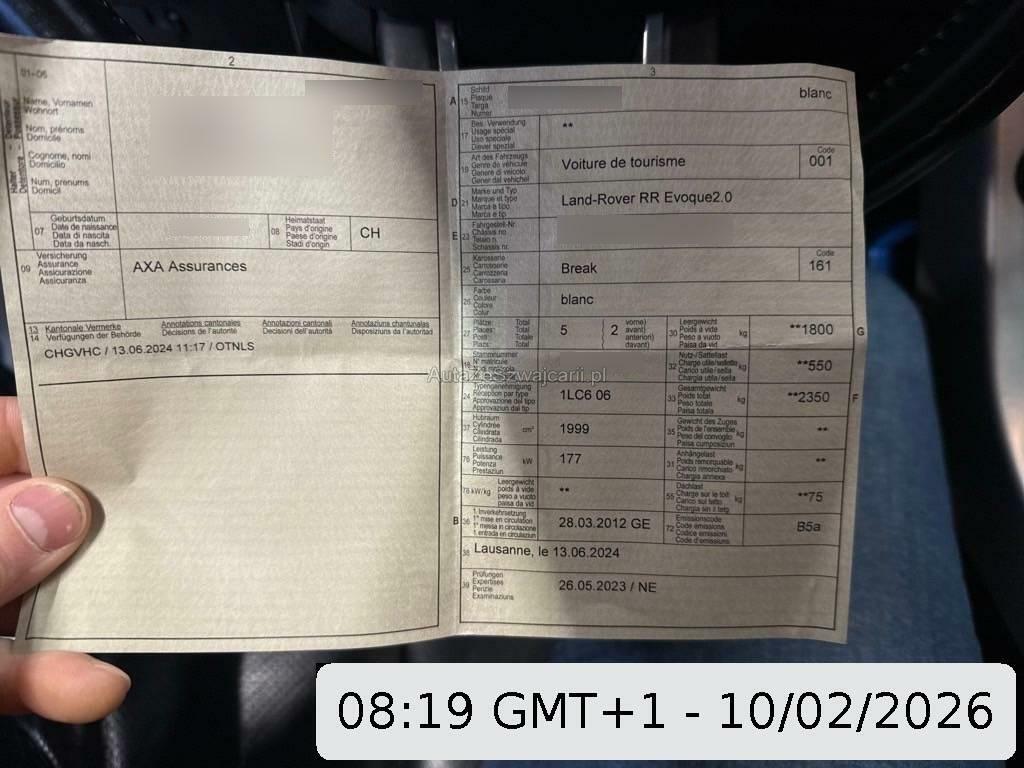 2
01-06
Name, Vornamen
Wohnort
Nom, prénoms
Domicile
Cognome, nomi
Domicilio
Num, prenums
Domicil
07
Geburtsdatum
Date de naissance
Data di nascita
Data da nasch.
08
Heimatstaat
Pays d'origine
Paese d'origine
Stadi d'origin
CH
09
Versicherung
Assurance
Assicurazione
Assicuranza
AXA Assurances
13
14
Kantonale Vermerke
Verfügungen der Behörde
Annotations cantonales
Décisions de l'autorité
Annotazioni cantonali
Decisioni dell'autorità
Annotaziuns chantunalas
Disposiziuns da l'autoritad
CHGVHC / 13.06.2024 11:17 / OTNLS
3
A 15
Schild
Plaque
Targa
Numer
blanc
17
Bes. Verwendung
Usage spécial
Uso speciale
Diever spezial
**
19
Art des Fahrzeugs
Genre de véhicule
Genere di veicolo
Gener dal vehichel
Voiture de tourisme
Code
001
D 21
Marke und Typ
Marque et type
Marca e tipo
Marca e tip
Land-Rover RR Evoque2.0
E 23
Fahrgestell-Nr.
Châssis no
Telaio n.
Schassis nr.
25
Karosserie
Carrosserie
Carrozzeria
Carossaria
Break
Code
161
26
Farbe
Couleur
Colore
Colur
blanc
27
Plätze: Total
Places: Total
Posti: Totale
Plazs: Total
5
2
vorne)
avant)
anteriori)
davant)
30
Leergewicht
Poids à vide
Peso a vuoto
Paisa da vid
kg
**1800
G
18
Stammnummer
N° matricule
32
Nutz-/Sattellast
Charge utile/sellette
Carico utile/sella
Chargia utila/sella
kg
**550
24
Typengenehmigung
Réception par type
Approvazione del tipo
Approvaziun dal tip
1LC6 06
33
Gesamtgewicht
Poids total
Peso totale
Paisa totala
kg
**2350
F
37
Hubraum
Cylindrée
Cilindrata
Cilindrada
cm³
1999
35
Gewicht des Zuges
Poids de l'ensemble
Peso del convoglio
Paisa cumposiziun
kg
**
76
Leistung
Puissance
Potenza
Prestaziun
kW
177
31
Anhängelast
Poids remorquable
Carico rimorchiato
Chargia annexa
kg
**
78 kW/kg
Leergewicht
poids à vide
peso a vuoto
paisa da vid
**
55
Dachlast
Charge sur le toit
Carico sul tetto
Chargia sin il tetg
kg
**75
B 36
1. Inverkehrsetzung
1re mise en circulation
1a messa in circolazione
1. entrada en circulaziun
28.03.2012 GE
72
Emissionscode
Code émissions
Codice emissioni
Code d'emissiuns
B5a
38
Lausanne, le 13.06.2024
39
Prüfungen
Expertises
Perizie
Examinaziuns
26.05.2023 / NE
AutazeSzwajcarii.pl
08:19 GMT+1 - 10/02/2026